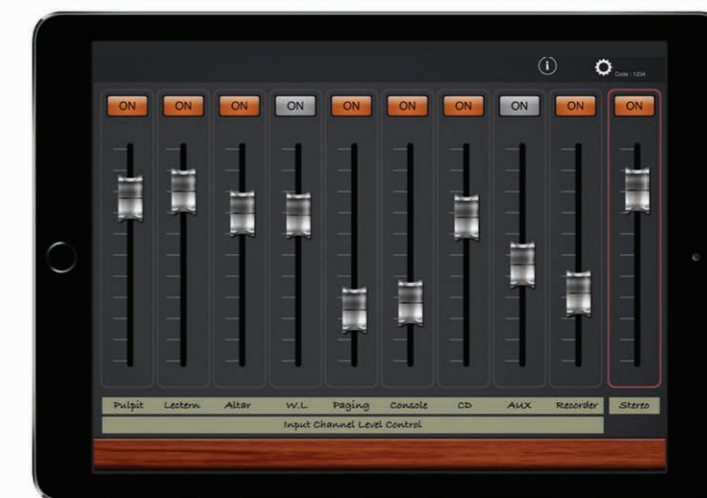 i
Code : 1234
ON ON ON ON ON ON ON ON ON ON
Pulpit Lectern Altar W.L Paging Console CD AUX Recorder Stereo
Input Channel Level Control